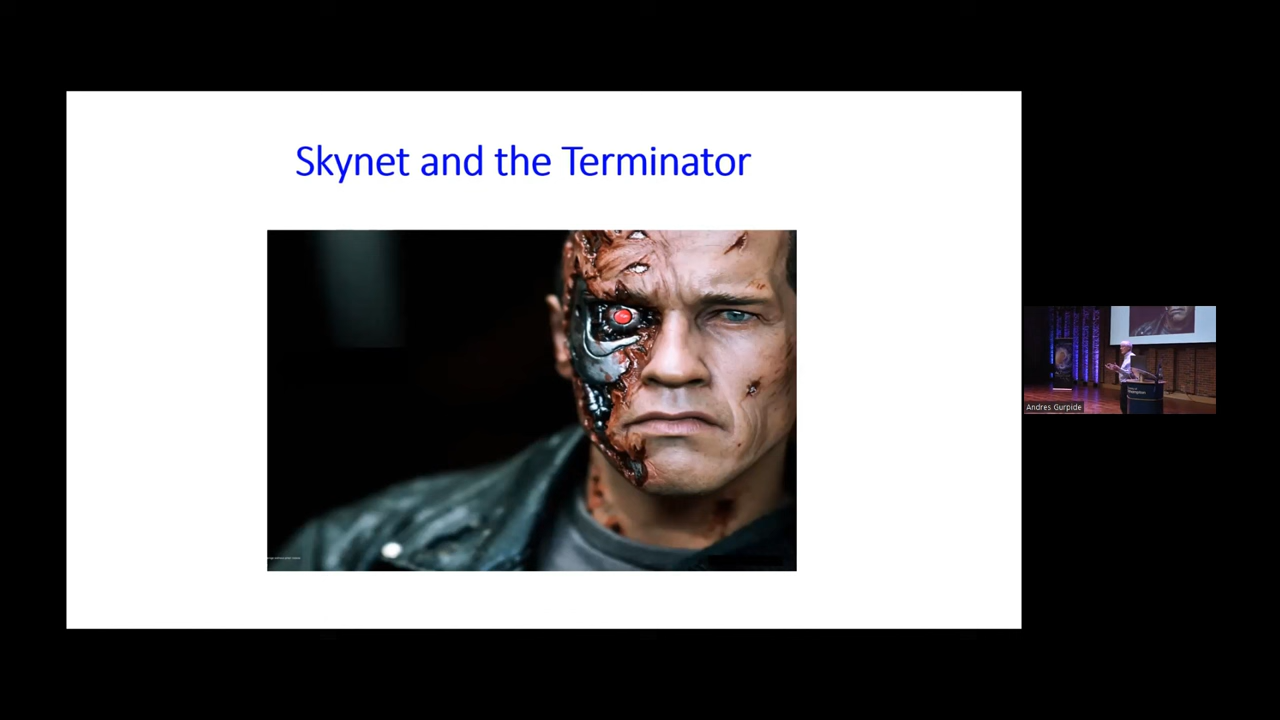 Skynet and the Terminator
Andres Gurpide